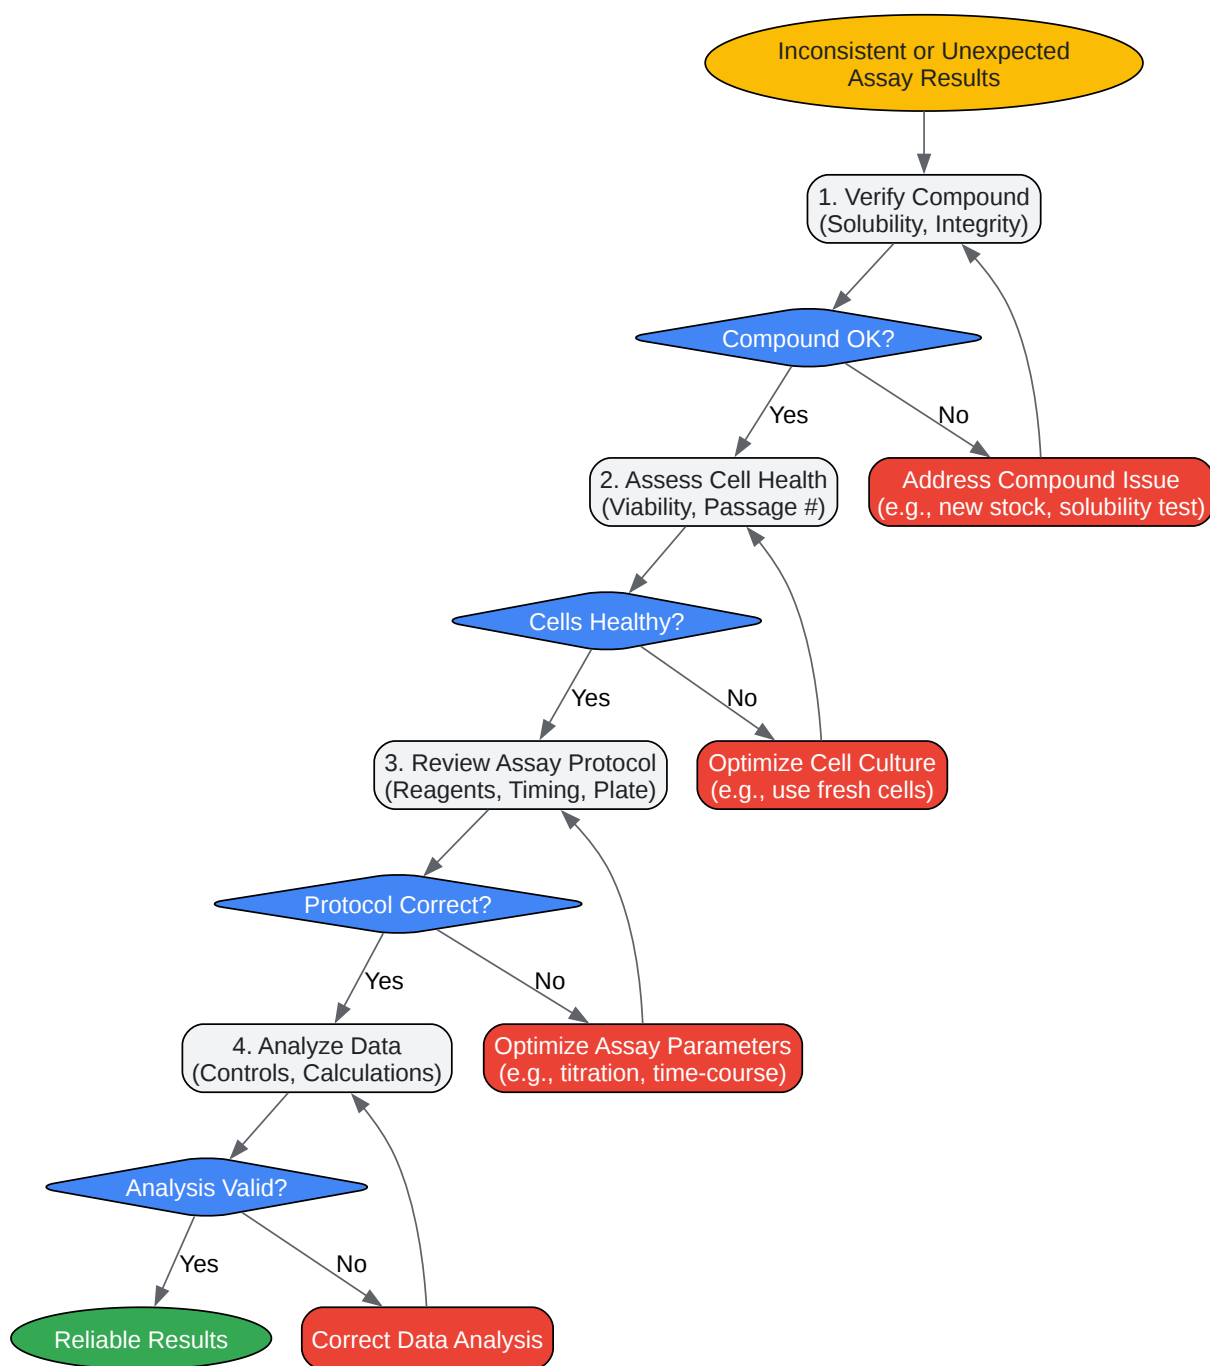 Inconsistent or Unexpected
Assay Results
1. Verify Compound
(Solubility, Integrity)
Compound OK?
Yes
No
2. Assess Cell Health
(Viability, Passage #)
Address Compound Issue
(e.g., new stock, solubility test)
Cells Healthy?
Yes
No
3. Review Assay Protocol
(Reagents, Timing, Plate)
Optimize Cell Culture
(e.g., use fresh cells)
Protocol Correct?
Yes
No
4. Analyze Data
(Controls, Calculations)
Optimize Assay Parameters
(e.g., titration, time-course)
Analysis Valid?
Yes
No
Reliable Results
Correct Data Analysis